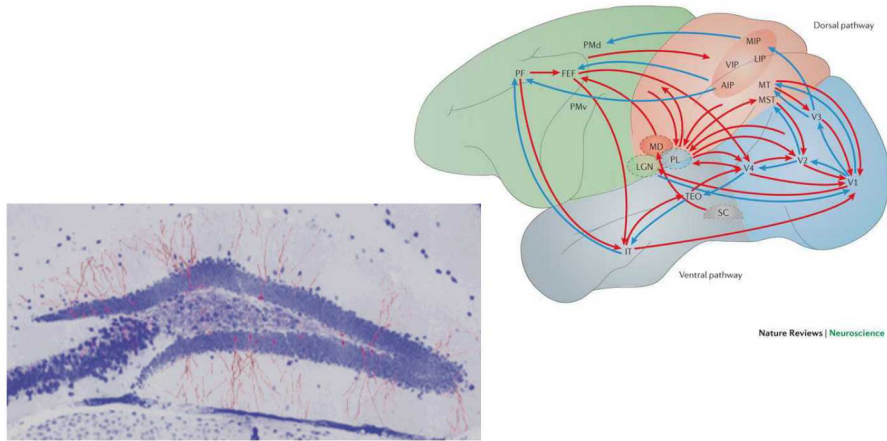 Dorsal pathway
MIP
PMd
VIP
LIP
PF
FEF
AIP
MT
MST
PMv
V3
MD
PL
LGN
V4
V2
V1
TEO
SC
IT
Ventral pathway
Nature Reviews | Neuroscience